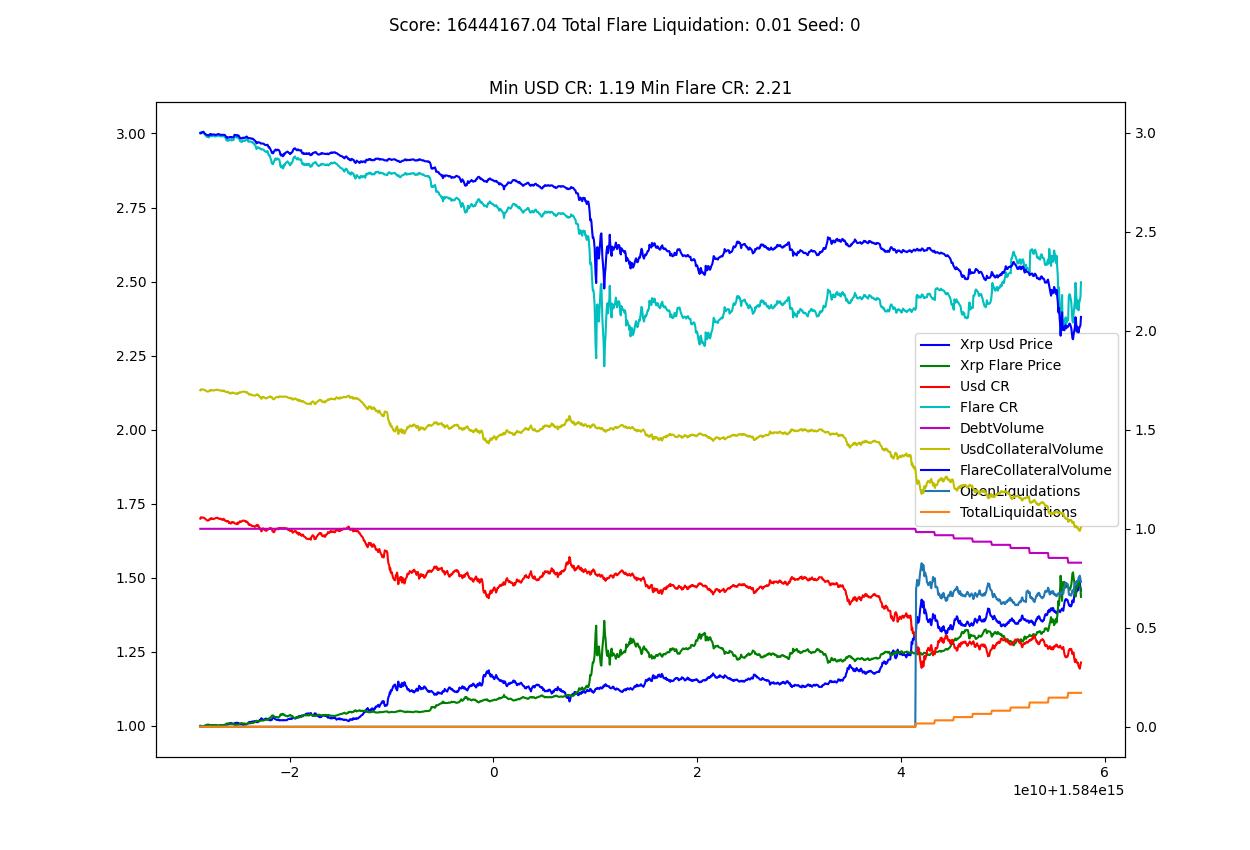 Score: 16444167.04 Total Flare Liquidation: 0.01 Seed: 0
Min USD CR: 1.19 Min Flare CR: 2.21
3.00
2.75
2.50
2.25
2.00
1.75
1.50
1.25
1.00
3.0
2.5
2.0
1.5
1.0
0.5
0.0
Xrp Usd Price
Xrp Flare Price
Usd CR
Flare CR
DebtVolume
UsdCollateralVolume
FlareCollateralVolume
OpenLiquidations
TotalLiquidations
−2 0 2 4 6
1e10+1.584e15